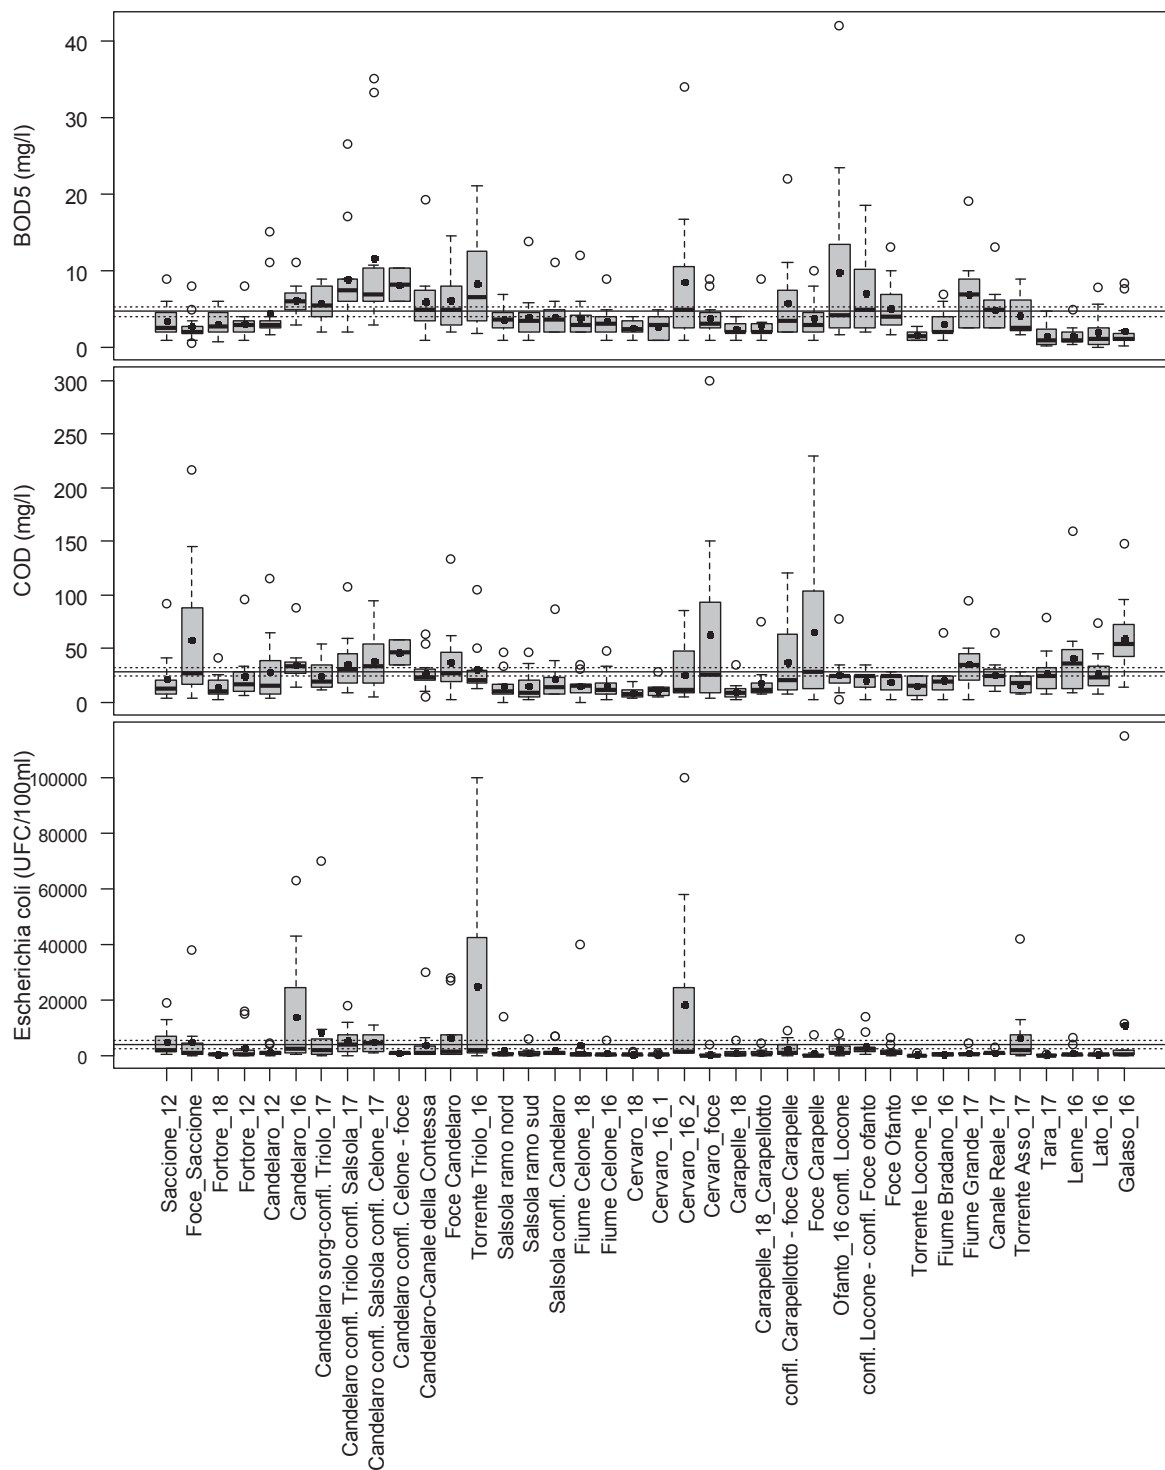 BOD5 (mg/l)
40
30
20
10
0
COD (mg/l)
300
250
200
150
100
50
0
Escherichia coli (UFC/100ml)
100000
80000
60000
40000
20000
0
Saccione_12
Foce_Saccione
Fortore_18
Fortore_12
Candelaro_12
Candelaro_16
Candelaro sorg-confl. Triolo_17
Candelaro confl. Triolo confl. Salsola_17
Candelaro confl. Salsola confl. Celone_17
Candelaro confl. Celone - foce
Candelaro-Canale della Contessa
Foce Candelaro
Torrente Triolo_16
Salsola ramo nord
Salsola ramo sud
Salsola confl. Candelaro
Fiume Celone_18
Fiume Celone_16
Cervaro_18
Cervaro_16_1
Cervaro_16_2
Cervaro_foce
Carapelle_18
Carapelle_18_Carapellotto
confl. Carapellotto - foce Carapelle
Foce Carapelle
Ofanto_16 confl. Locone
confl. Locone - confl. Foce ofanto
Foce Ofanto
Torrente Locone_16
Fiume Bradano_16
Fiume Grande_17
Canale Reale_17
Torrente Asso_17
Tara_17
Lenne_16
Lato_16
Galaso_16